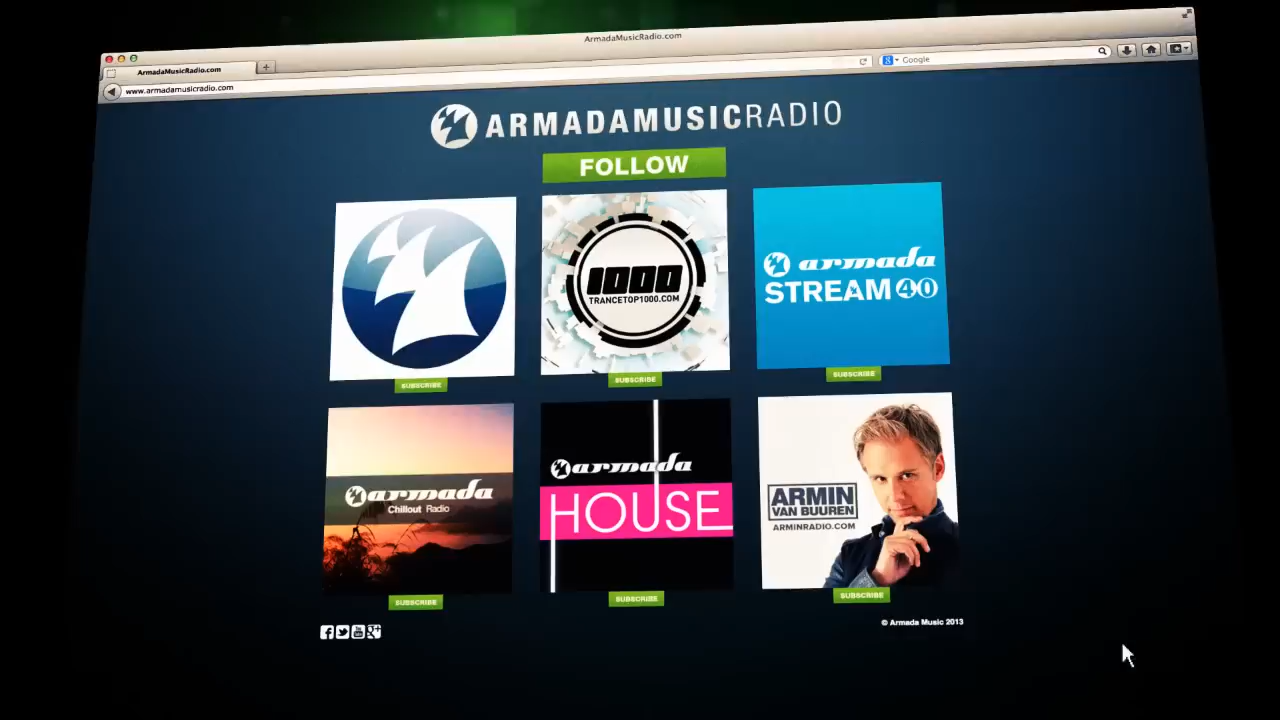 ArmadaMusicRadio.com
ArmadaMusicRadio.com
www.armadamusicradio.com
Google
ARMADAMUSICRADIO
FOLLOW
1000
TRANCETOP1000.COM
armada
STREAM 40
SUBSCRIBE
SUBSCRIBE
SUBSCRIBE
armada
Chillout Radio
armada
HOUSE
ARMIN
VAN BUUREN
ARMINRADIO.COM
SUBSCRIBE
SUBSCRIBE
SUBSCRIBE
© Armada Music 2013